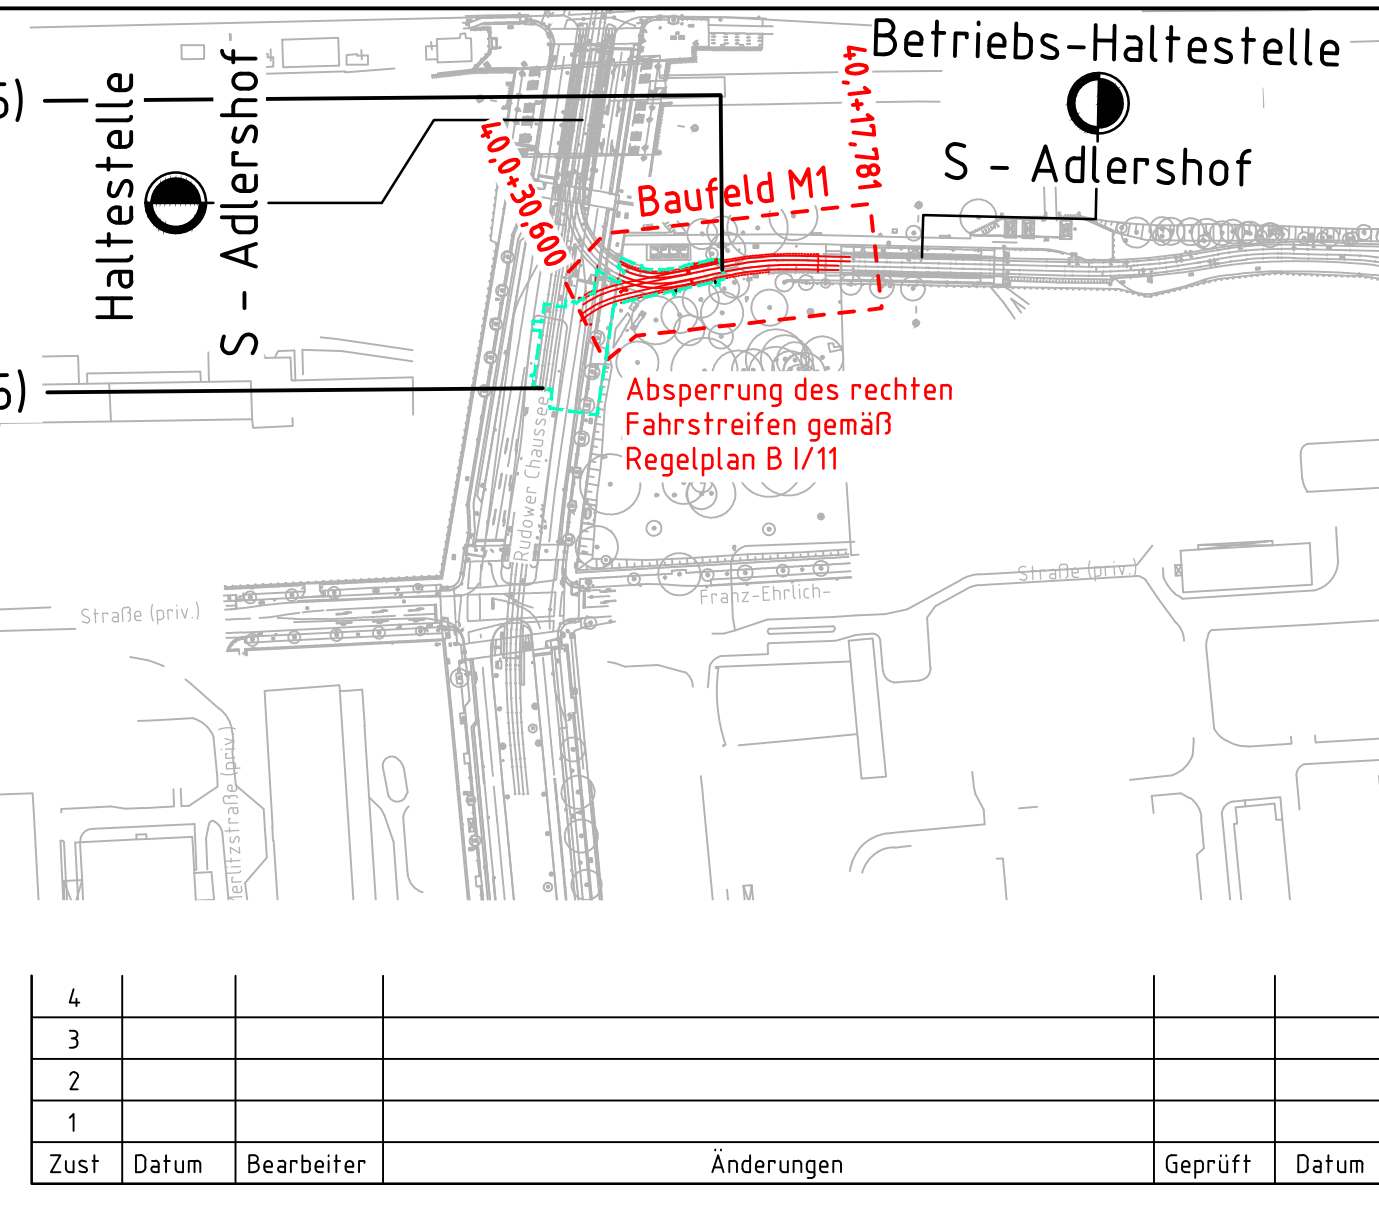 Betriebs-Haltestelle
S - Adlershof
Haltestelle
S - Adlershof
5)
40,0+30,600
40,1+17,781
Baufeld M1
5)
Absperrung des rechten
Fahrstreifen gemäß
Regelplan B I/11
Rudower Chaussee
Straße (priv.)
Franz-Ehrlich-
Straße (priv.)
Merlitzstraße (priv.)
4
3
2
1
Zust Datum Bearbeiter Änderungen Geprüft Datum